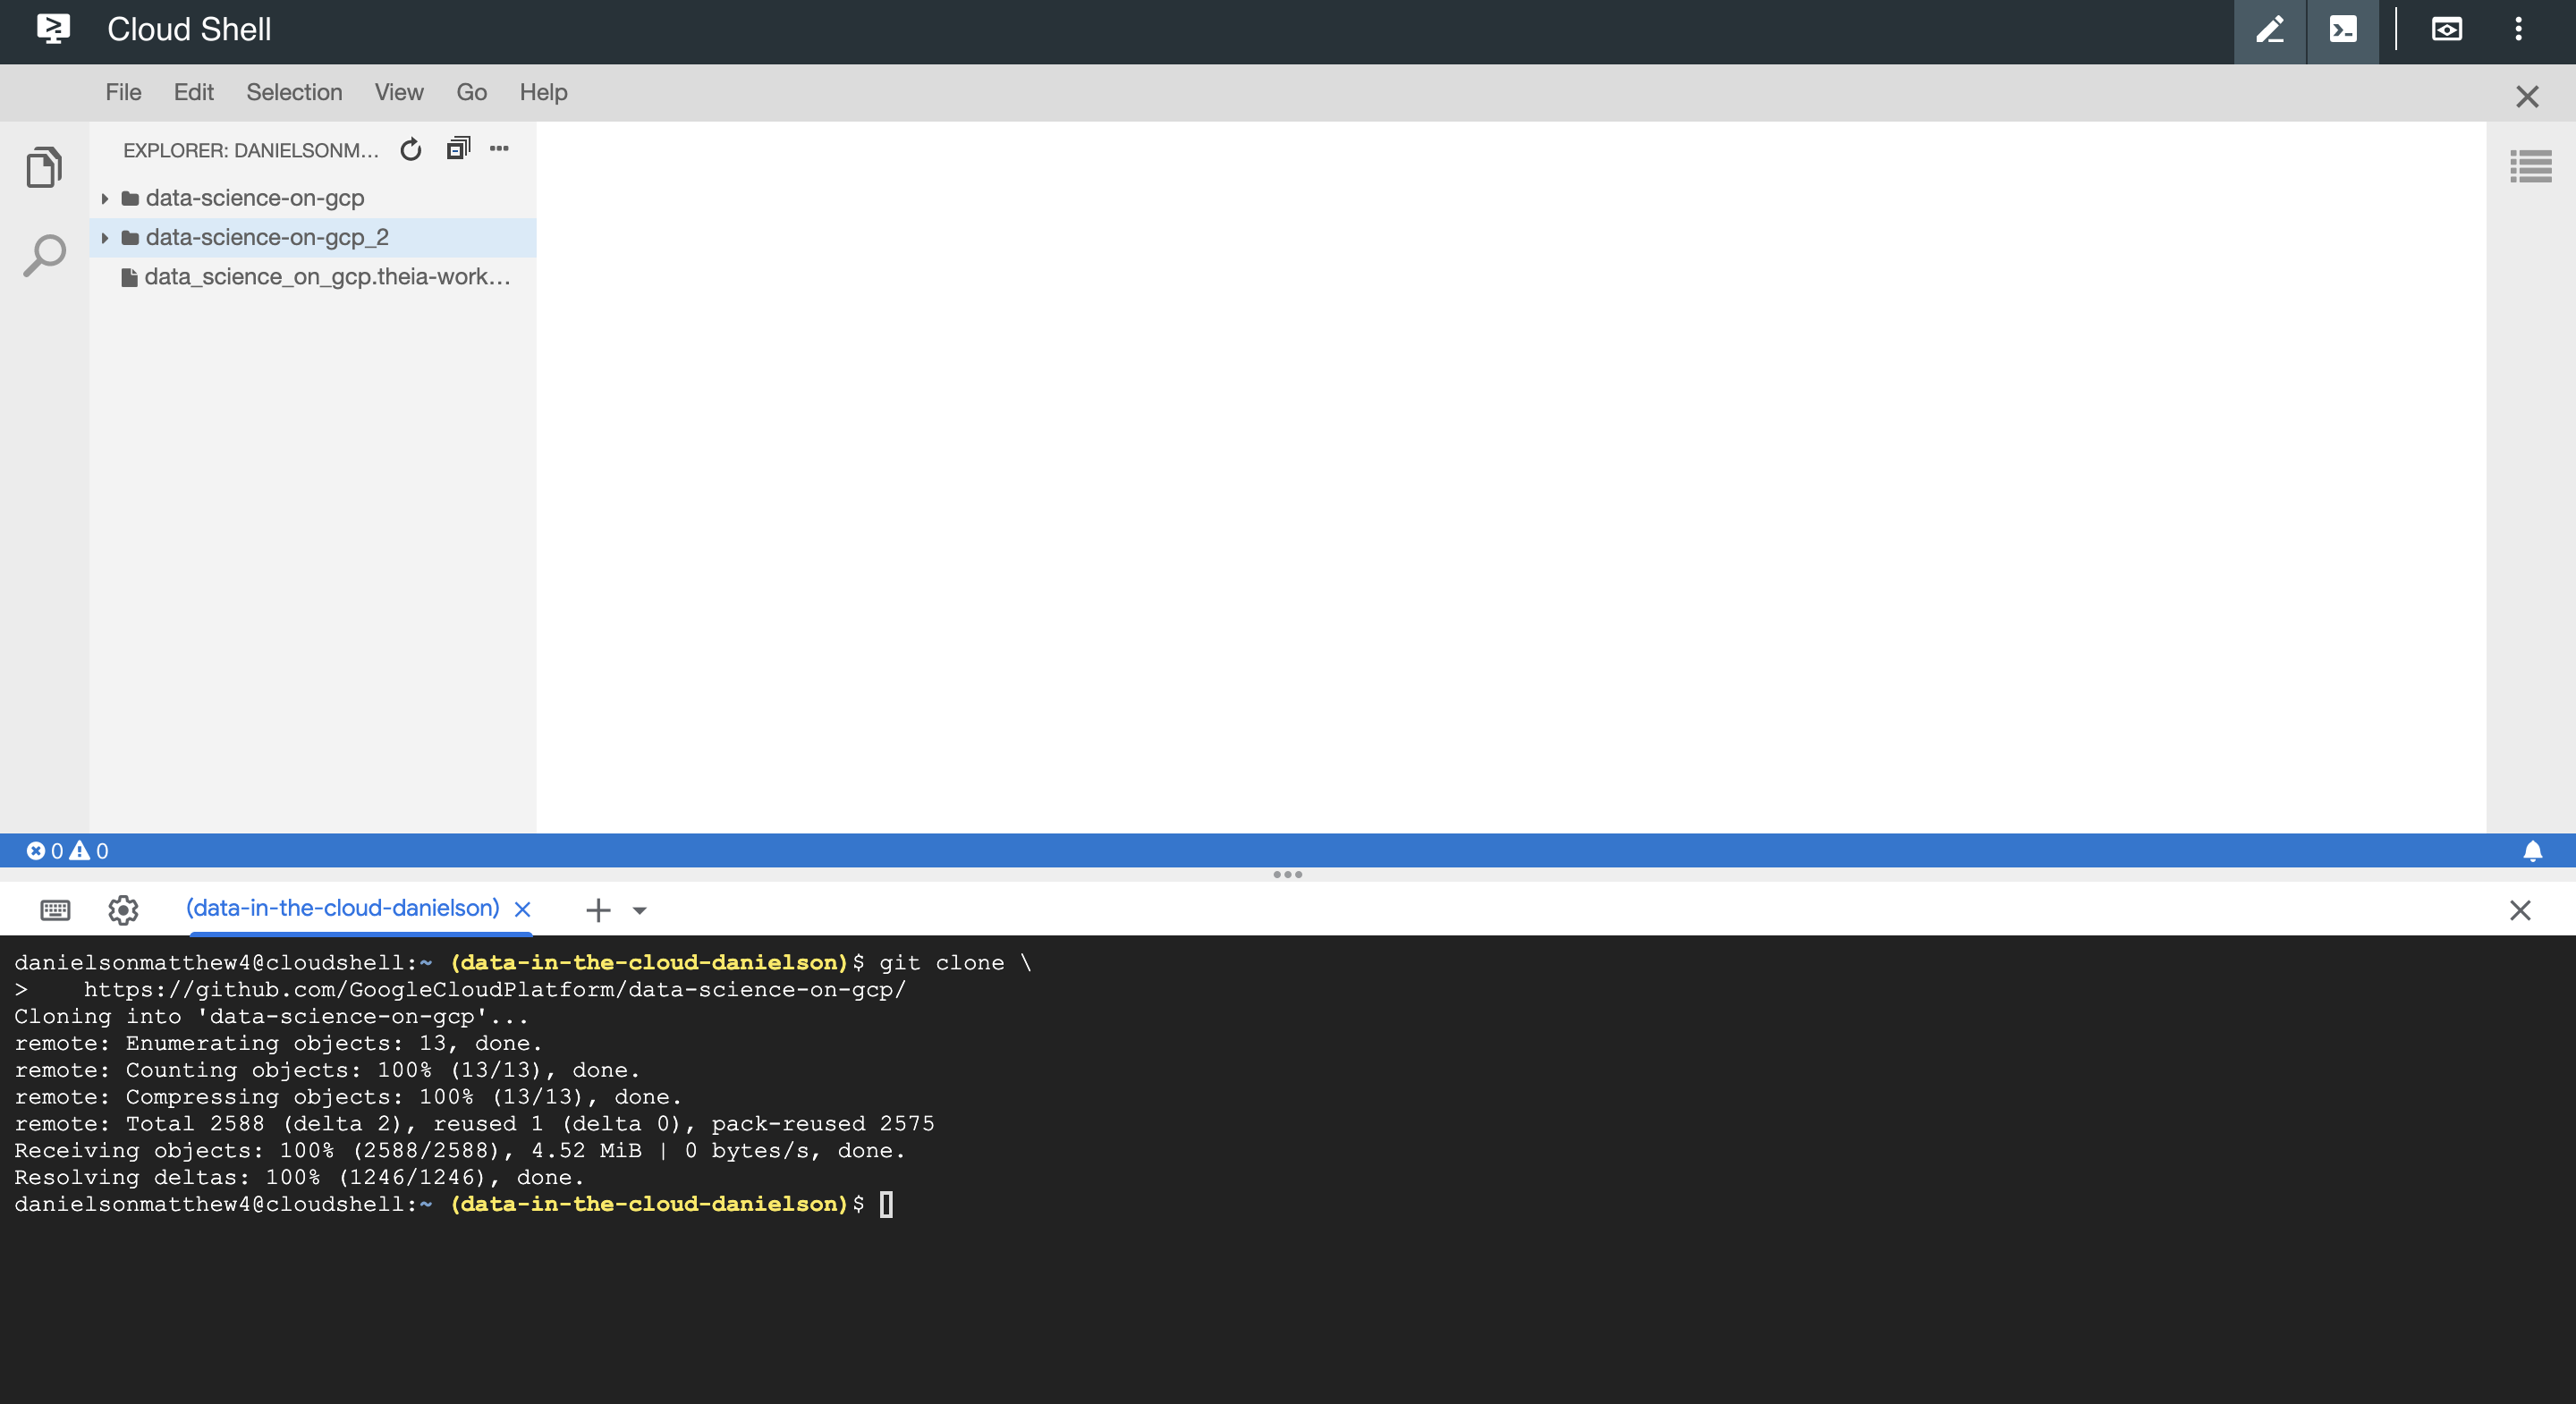 Cloud Shell
File Edit Selection View Go Help
EXPLORER: DANIELSONM...
data-science-on-gcp
data-science-on-gcp_2
data_science_on_gcp.theia-work...
0 0
(data-in-the-cloud-danielson)
danielsonmatthew4@cloudshell:~ (data-in-the-cloud-danielson)$ git clone \
>    https://github.com/GoogleCloudPlatform/data-science-on-gcp/
Cloning into 'data-science-on-gcp'...
remote: Enumerating objects: 13, done.
remote: Counting objects: 100% (13/13), done.
remote: Compressing objects: 100% (13/13), done.
remote: Total 2588 (delta 2), reused 1 (delta 0), pack-reused 2575
Receiving objects: 100% (2588/2588), 4.52 MiB | 0 bytes/s, done.
Resolving deltas: 100% (1246/1246), done.
danielsonmatthew4@cloudshell:~ (data-in-the-cloud-danielson)$